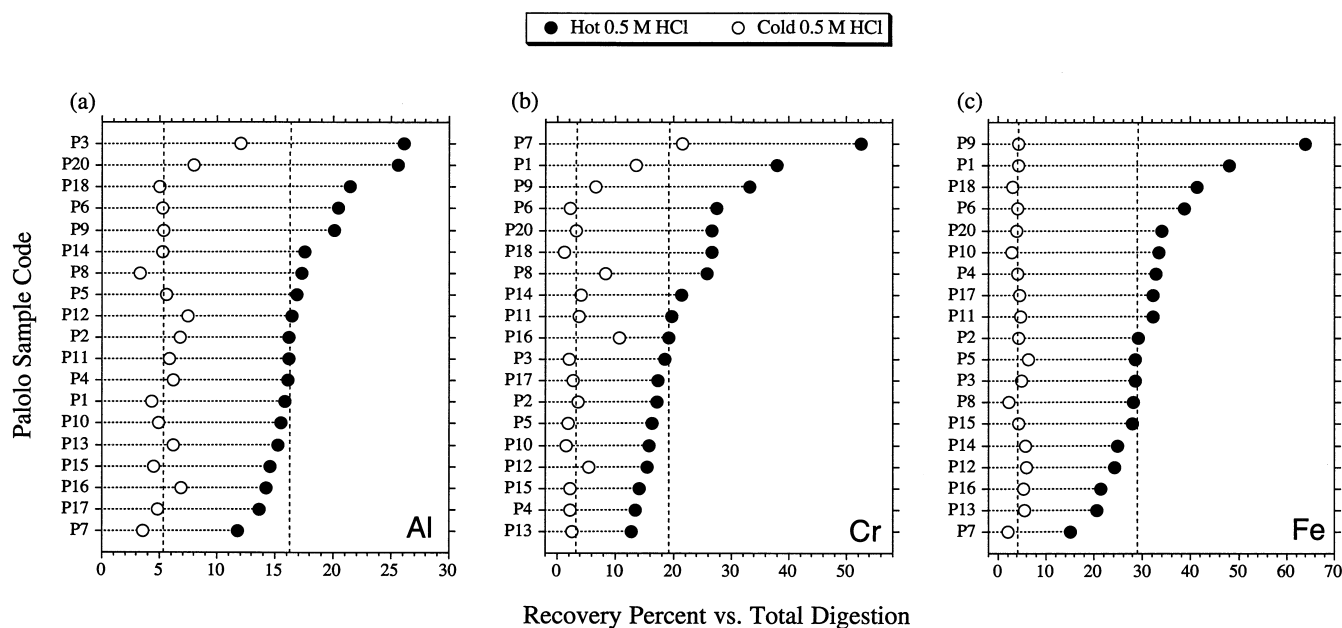 Hot 0.5 M HCl Cold 0.5 M HCl
(a)
P3
P20
P18
P6
P9
P14
P8
P5
P12
P2
P11
P4
P1
P10
P13
P15
P16
P17
P7
Al
0 5 10 15 20 25 30
(b)
P7
P1
P9
P6
P20
P18
P8
P14
P11
P16
P3
P17
P2
P5
P10
P12
P15
P4
P13
Cr
0 10 20 30 40 50
(c)
P9
P1
P18
P6
P20
P10
P4
P17
P11
P2
P5
P3
P8
P15
P14
P12
P16
P13
P7
Fe
0 10 20 30 40 50 60 70
Palolo Sample Code
Recovery Percent vs. Total Digestion